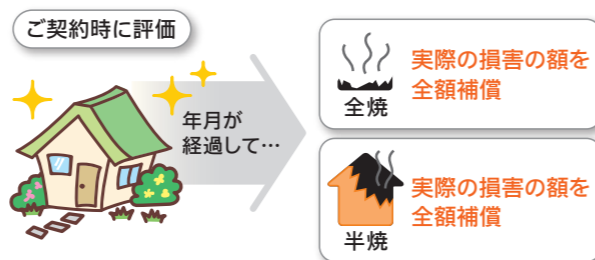 ご契約時に評価
年月が
経過して…
実際の損害の額を
全額補償
全焼
実際の損害の額を
全額補償
半焼